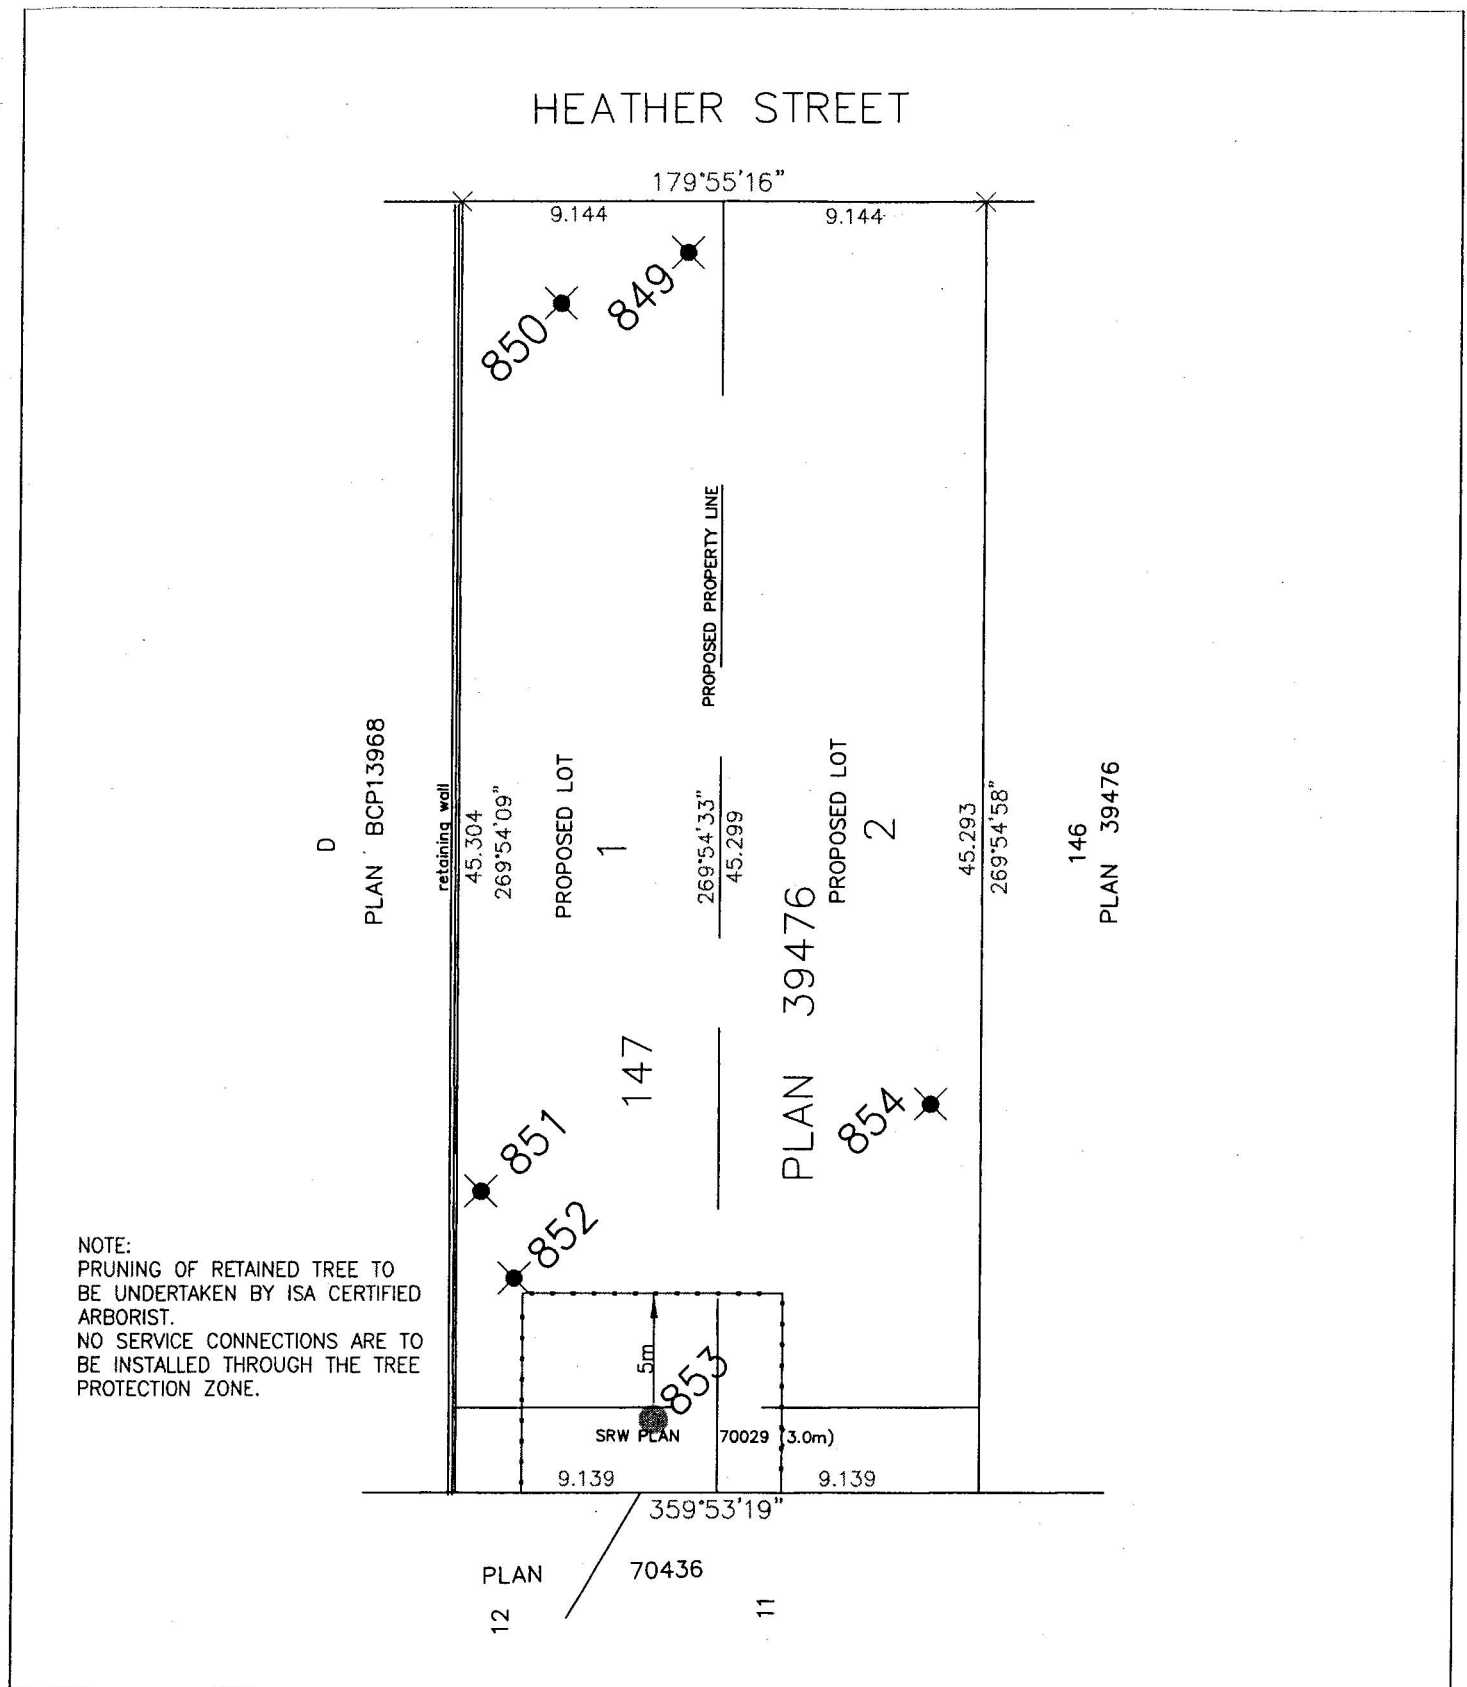 HEATHER STREET
179°55'16"
9.144
9.144
849
850
PROPOSED PROPERTY LINE
D
PLAN BCP13968
retaining wall
45.304
269°54'09"
PROPOSED LOT
1
269°54'33"
45.299
PROPOSED LOT
2
45.293
269°54'58"
146
PLAN 39476
147
PLAN 39476
854
851
852
NOTE:
PRUNING OF RETAINED TREE TO
BE UNDERTAKEN BY ISA CERTIFIED
ARBORIST.
NO SERVICE CONNECTIONS ARE TO
BE INSTALLED THROUGH THE TREE
PROTECTION ZONE.
5m
853
SRW PLAN 70029 (3.0m)
9.139
9.139
359°53'19"
PLAN 70436
12
11